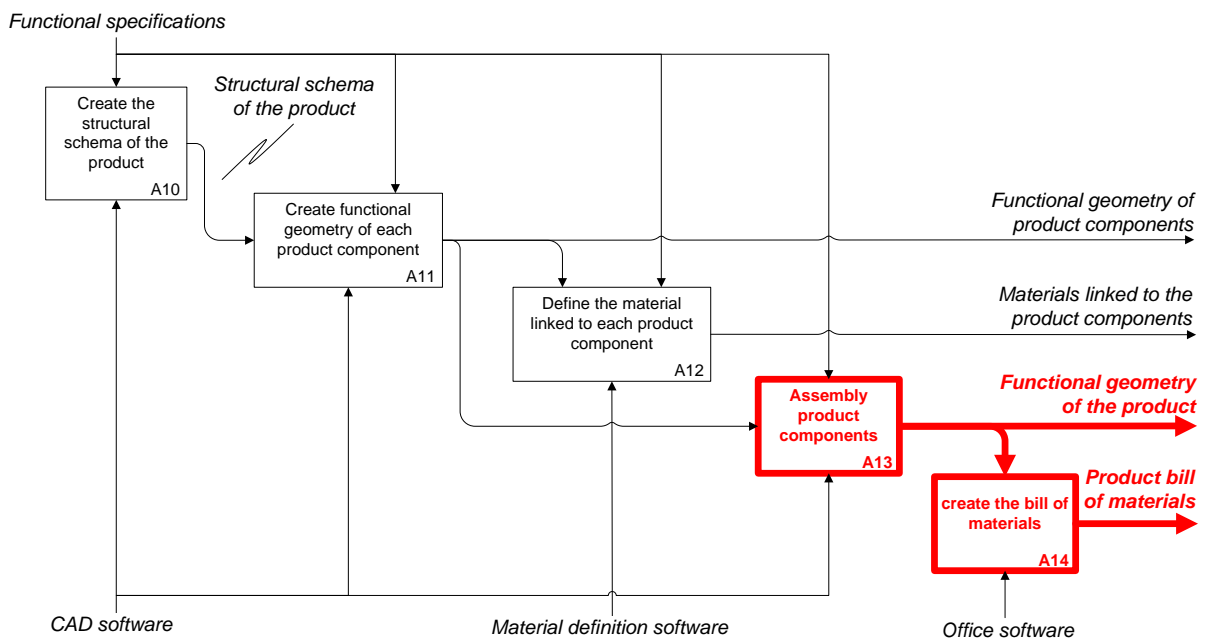 Functional specifications
Create the
structural
schema of the
product
A10
Structural schema
of the product
Create functional
geometry of each
product component
A11
Functional geometry of
product components
Define the material
linked to each product
component
A12
Materials linked to the
product components
Assembly
product
components
A13
Functional geometry
of the product
create the bill of
materials
A14
Product bill
of materials
CAD software
Material definition software
Office software